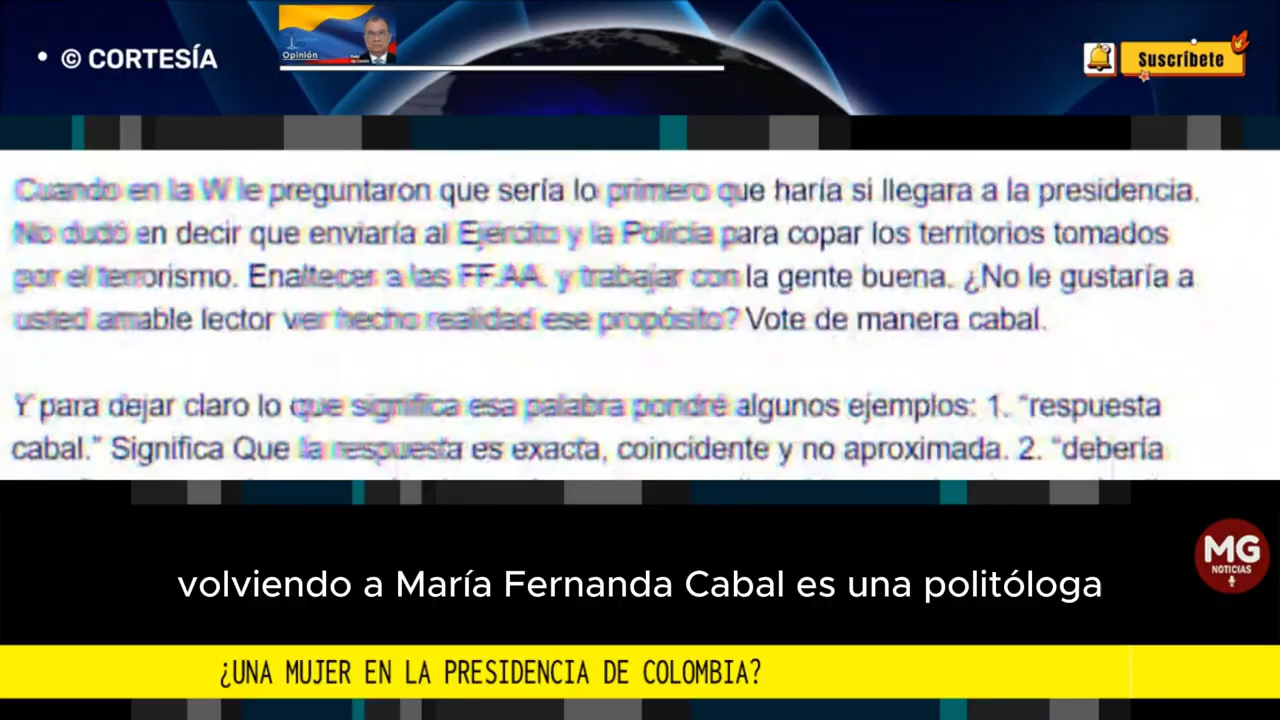 • © CORTESÍA
Opinión
Suscríbete
Cuando en la W le preguntaron que sería lo primero que haría si llegara a la presidencia.
No dudó en decir que enviaría al Ejército y la Policía para copar los territorios tomados
por el terrorismo. Enaltecer a las FF.AA. y trabajar con la gente buena. ¿No le gustaría a
usted amable lector ver hecho realidad ese propósito? Vote de manera cabal.
Y para dejar claro lo que significa esa palabra pondré algunos ejemplos: 1. “respuesta
cabal.” Significa Que la respuesta es exacta, coincidente y no aproximada. 2. “debería
MG
NOTICIAS
volviendo a María Fernanda Cabal es una politóloga
¿UNA MUJER EN LA PRESIDENCIA DE COLOMBIA?